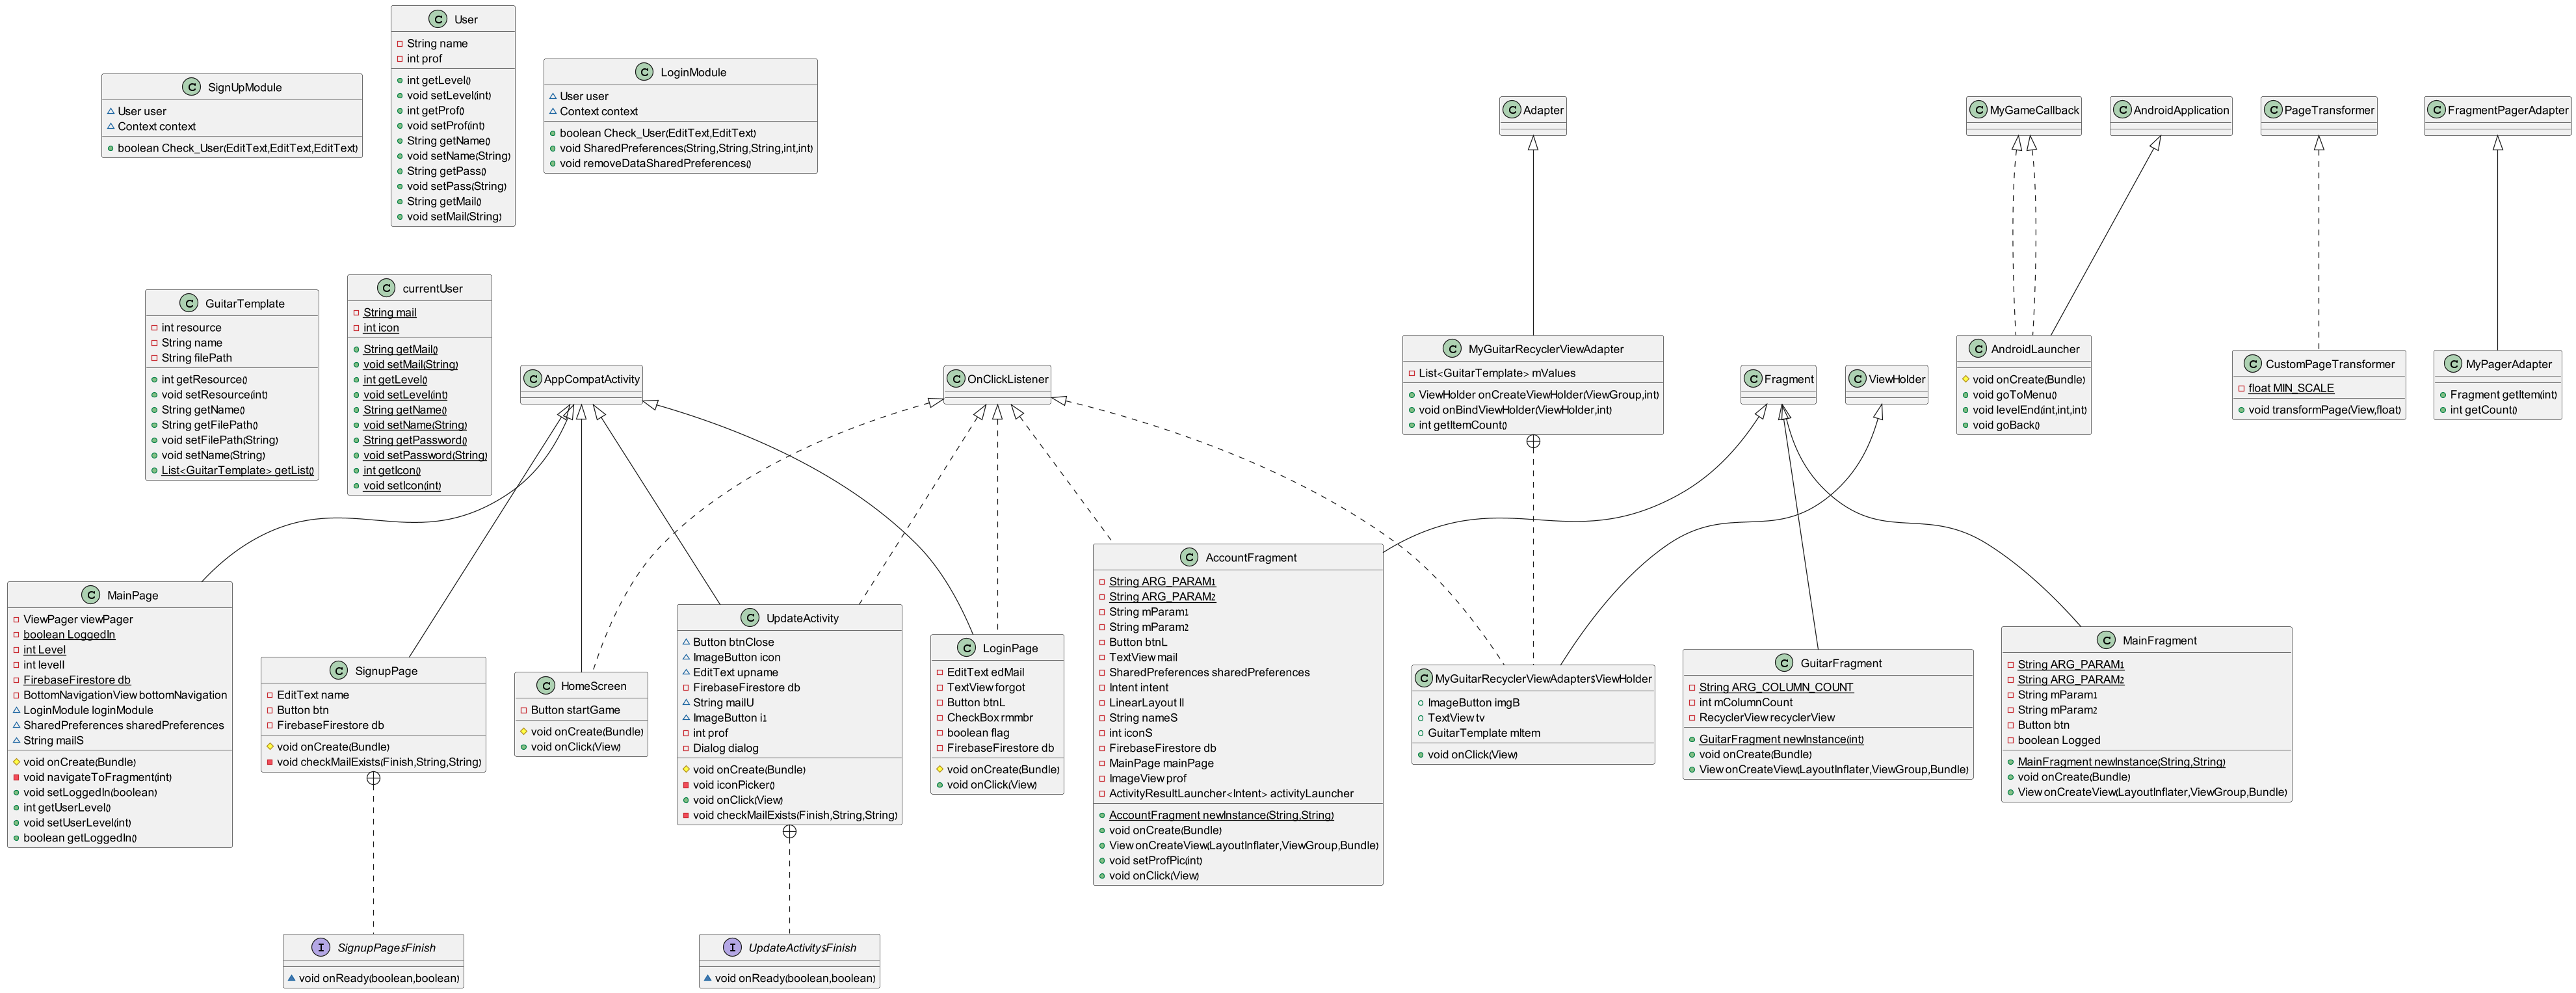 SignUpModule
User user
Context context
boolean Check_User(EditText,EditText,EditText)
User
String name
int prof
int getLevel()
void setLevel(int)
int getProf()
void setProf(int)
String getName()
void setName(String)
String getPass()
void setPass(String)
String getMail()
void setMail(String)
LoginModule
User user
Context context
boolean Check_User(EditText,EditText)
void SharedPreferences(String,String,String,int,int)
void removeDataSharedPreferences()
Adapter
MyGameCallback
AndroidApplication
PageTransformer
FragmentPagerAdapter
GuitarTemplate
int resource
String name
String filePath
int getResource()
void setResource(int)
String getName()
String getFilePath()
void setFilePath(String)
void setName(String)
List<GuitarTemplate> getList()
currentUser
String mail
int icon
String getMail()
void setMail(String)
int getLevel()
void setLevel(int)
String getName()
void setName(String)
String getPassword()
void setPassword(String)
int getIcon()
void setIcon(int)
AppCompatActivity
OnClickListener
MyGuitarRecyclerViewAdapter
List<GuitarTemplate> mValues
ViewHolder onCreateViewHolder(ViewGroup,int)
void onBindViewHolder(ViewHolder,int)
int getItemCount()
Fragment
ViewHolder
AndroidLauncher
void onCreate(Bundle)
void goToMenu()
void levelEnd(int,int,int)
void goBack()
CustomPageTransformer
float MIN_SCALE
void transformPage(View,float)
MyPagerAdapter
Fragment getItem(int)
int getCount()
MainPage
ViewPager viewPager
boolean LoggedIn
int Level
int levell
FirebaseFirestore db
BottomNavigationView bottomNavigation
LoginModule loginModule
SharedPreferences sharedPreferences
String mailS
void onCreate(Bundle)
void navigateToFragment(int)
void setLoggedIn(boolean)
int getUserLevel()
void setUserLevel(int)
boolean getLoggedIn()
SignupPage
EditText name
Button btn
FirebaseFirestore db
void onCreate(Bundle)
void checkMailExists(Finish,String,String)
HomeScreen
Button startGame
void onCreate(Bundle)
void onClick(View)
UpdateActivity
Button btnClose
ImageButton icon
EditText upname
FirebaseFirestore db
String mailU
ImageButton i1
int prof
Dialog dialog
void onCreate(Bundle)
void iconPicker()
void onClick(View)
void checkMailExists(Finish,String,String)
LoginPage
EditText edMail
TextView forgot
Button btnL
CheckBox rmmbr
boolean flag
FirebaseFirestore db
void onCreate(Bundle)
void onClick(View)
AccountFragment
String ARG_PARAM1
String ARG_PARAM2
String mParam1
String mParam2
Button btnL
TextView mail
SharedPreferences sharedPreferences
Intent intent
LinearLayout ll
String nameS
int iconS
FirebaseFirestore db
MainPage mainPage
ImageView prof
ActivityResultLauncher<Intent> activityLauncher
AccountFragment newInstance(String,String)
void onCreate(Bundle)
View onCreateView(LayoutInflater,ViewGroup,Bundle)
void setProfPic(int)
void onClick(View)
MyGuitarRecyclerViewAdapter$ViewHolder
ImageButton imgB
TextView tv
GuitarTemplate mItem
void onClick(View)
GuitarFragment
String ARG_COLUMN_COUNT
int mColumnCount
RecyclerView recyclerView
GuitarFragment newInstance(int)
void onCreate(Bundle)
View onCreateView(LayoutInflater,ViewGroup,Bundle)
MainFragment
String ARG_PARAM1
String ARG_PARAM2
String mParam1
String mParam2
Button btn
boolean Logged
MainFragment newInstance(String,String)
void onCreate(Bundle)
View onCreateView(LayoutInflater,ViewGroup,Bundle)
SignupPage$Finish
void onReady(boolean,boolean)
UpdateActivity$Finish
void onReady(boolean,boolean)